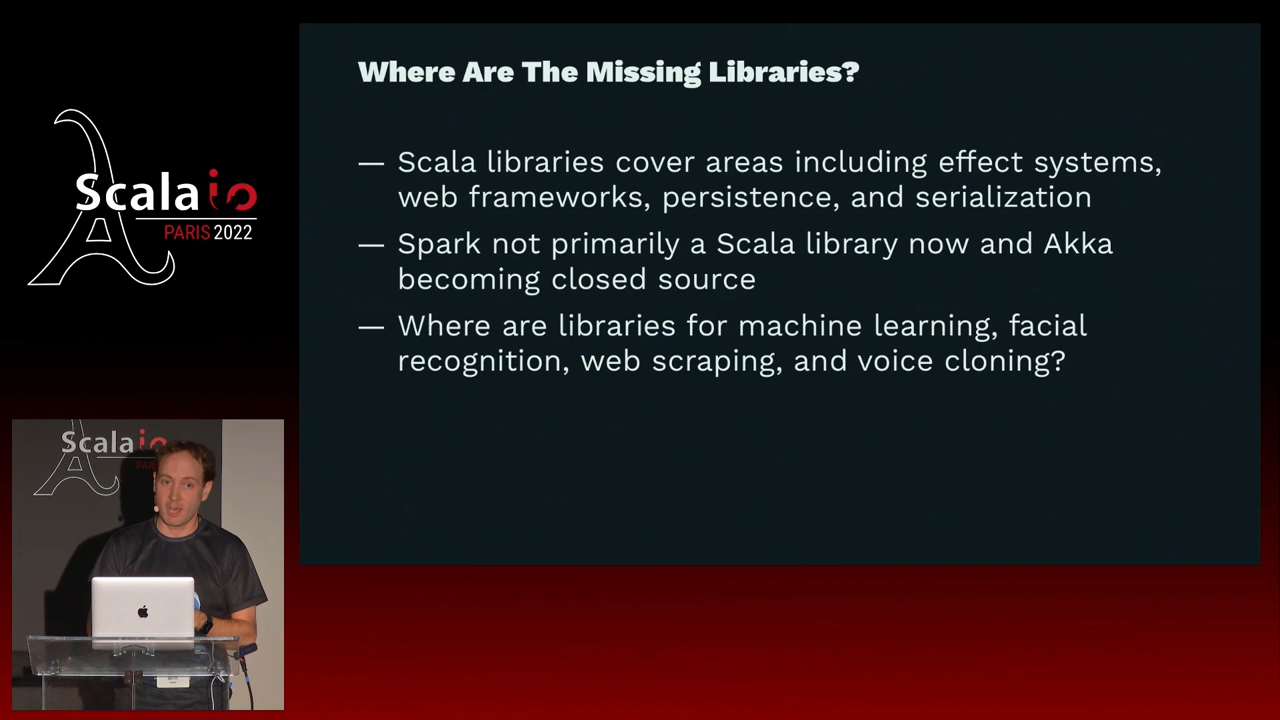 Scala io
PARIS 2022
Where Are The Missing Libraries?
— Scala libraries cover areas including effect systems,
web frameworks, persistence, and serialization
— Spark not primarily a Scala library now and Akka
becoming closed source
— Where are libraries for machine learning, facial
recognition, web scraping, and voice cloning?
Scala io